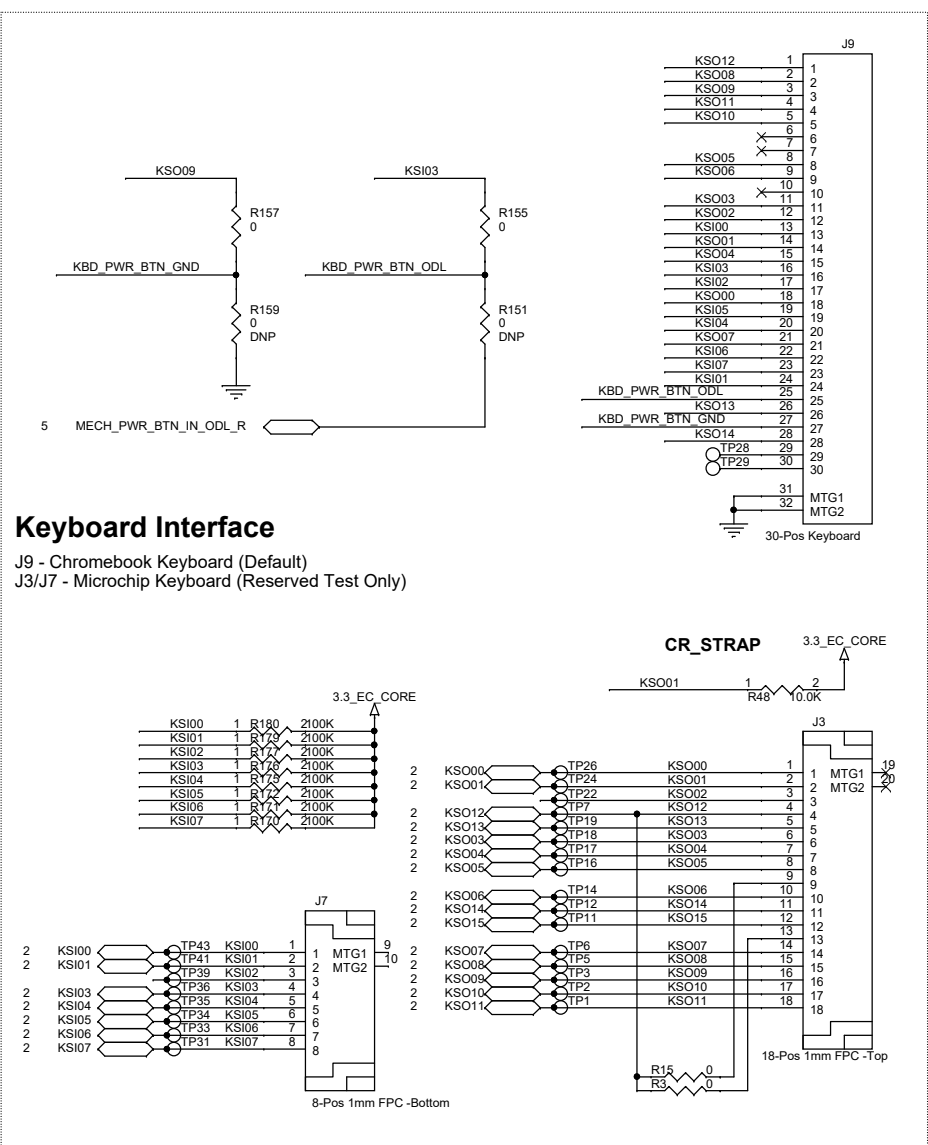 J9
KSO12 1 1
KSO08 2 2
KSO09 3 3
KSO11 4 4
KSO10 5 5
6 6
7 7
KSO05 8 8
KSO06 9 9
10 10
KSO03 11 11
KSO02 12 12
KSI00 13 13
KSO01 14 14
KSO04 15 15
KSI03 16 16
KSI02 17 17
KSO00 18 18
KSI05 19 19
KSI04 20 20
KSO07 21 21
KSI06 22 22
KSI07 23 23
KSI01 24 24
KBD_PWR_BTN_ODL 25 25
KSO13 26 26
KBD_PWR_BTN_GND 27 27
KSO14 28 28
TP28 29 29
TP29 30 30
31 MTG1
32 MTG2
30-Pos Keyboard
KSO09
R157
0
KBD_PWR_BTN_GND
R159
0
DNP
KSI03
R155
0
KBD_PWR_BTN_ODL
R151
0
DNP
5 MECH_PWR_BTN_IN_ODL_R
Keyboard Interface
J9 - Chromebook Keyboard (Default)
J3/J7 - Microchip Keyboard (Reserved Test Only)
CR_STRAP
3.3_EC_CORE
KSO01 1 R48 2 10.0K
3.3_EC_CORE
KSI00 1 R180 2 100K
KSI01 1 R179 2 100K
KSI02 1 R177 2 100K
KSI03 1 R176 2 100K
KSI04 1 R175 2 100K
KSI05 1 R172 2 100K
KSI06 1 R171 2 100K
KSI07 1 R170 2 100K
J7
2 KSI00 TP43 KSI00 1 1
2 KSI01 TP41 KSI01 2 2
TP39 KSI02 3 3
2 KSI03 TP36 KSI03 4 4
2 KSI04 TP35 KSI04 5 5
2 KSI05 TP34 KSI05 6 6
2 KSI06 TP33 KSI06 7 7
2 KSI07 TP31 KSI07 8 8
MTG1 9
MTG2 10
8-Pos 1mm FPC -Bottom
J3
2 KSO00 TP26 KSO00 1 1
2 KSO01 TP24 KSO01 2 2
TP22 KSO02 3 3
2 KSO12 TP7 KSO12 4 4
2 KSO13 TP19 KSO13 5 5
2 KSO03 TP18 KSO03 6 6
2 KSO04 TP17 KSO04 7 7
2 KSO05 TP16 KSO05 8 8
9 9
2 KSO06 TP14 KSO06 10 10
2 KSO14 TP12 KSO14 11 11
2 KSO15 TP11 KSO15 12 12
13 13
2 KSO07 TP6 KSO07 14 14
2 KSO08 TP5 KSO08 15 15
2 KSO09 TP3 KSO09 16 16
2 KSO10 TP2 KSO10 17 17
2 KSO11 TP1 KSO11 18 18
MTG1 19
MTG2 20
R15 0
R3 0
18-Pos 1mm FPC -Top